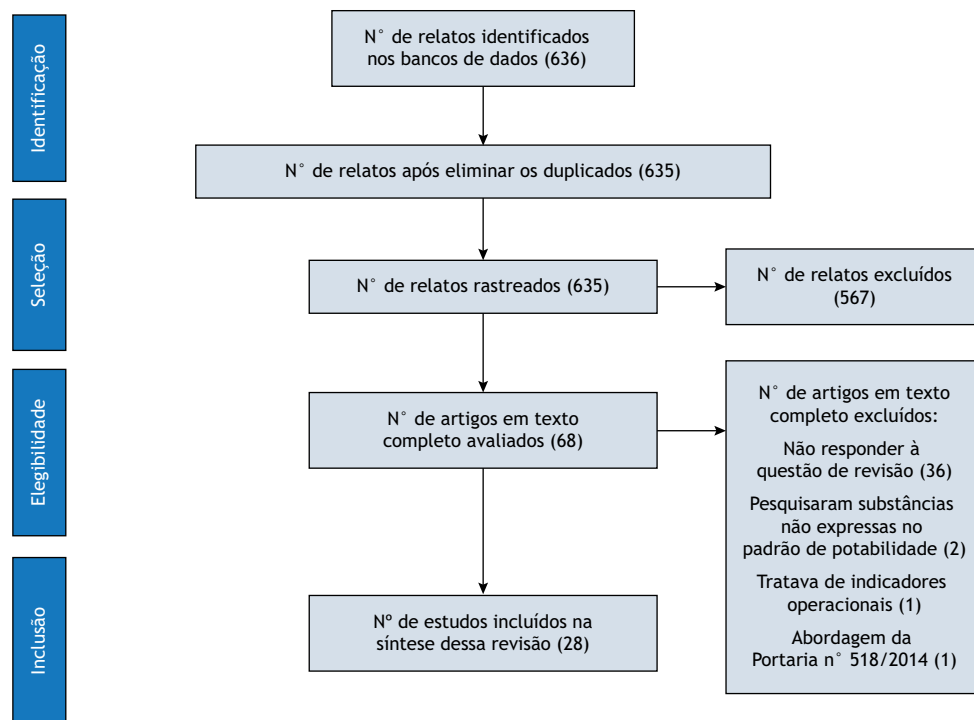 Identificação
N° de relatos identificados
nos bancos de dados (636)
N° de relatos após eliminar os duplicados (635)
Seleção
N° de relatos rastreados (635)
N° de relatos excluídos
(567)
Elegibilidade
N° de artigos em texto
completo avaliados (68)
N° de artigos em texto
completo excluídos:
Não responder à
questão de revisão (36)
Pesquisaram substâncias
não expressas no
padrão de potabilidade (2)
Tratava de indicadores
operacionais (1)
Abordagem da
Portaria n° 518/2014 (1)
Inclusão
Nº de estudos incluídos na
síntese dessa revisão (28)